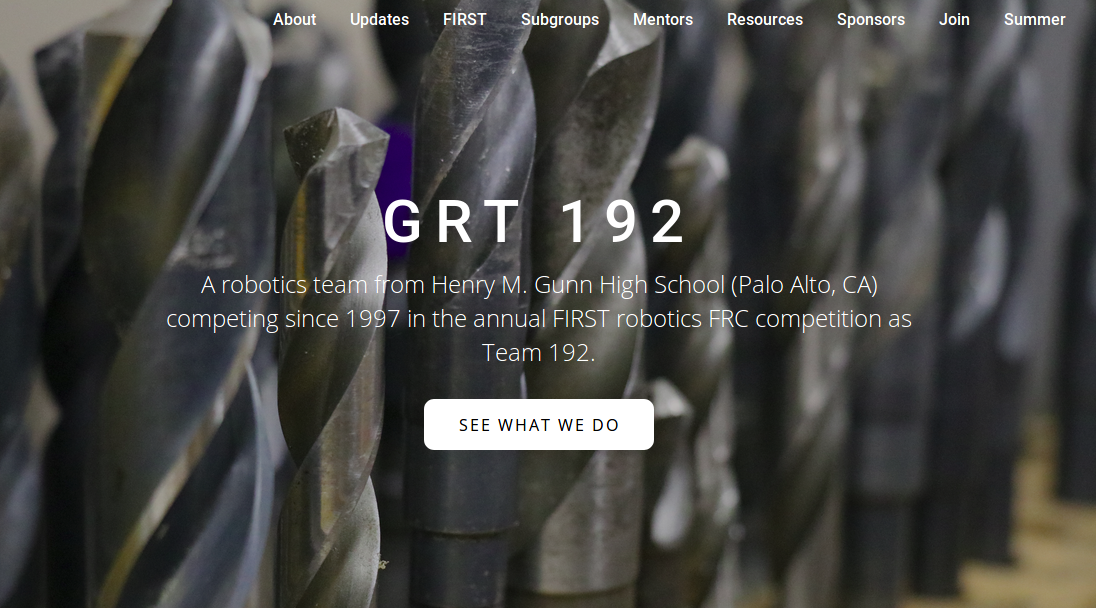 About Updates FIRST Subgroups Mentors Resources Sponsors Join Summer
GRT 192
A robotics team from Henry M. Gunn High School (Palo Alto, CA)
competing since 1997 in the annual FIRST robotics FRC competition as
Team 192.
SEE WHAT WE DO